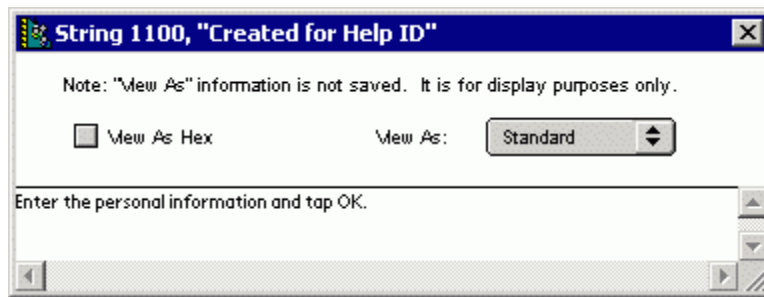 String 1100, "Created for Help ID"
Note: "View As" information is not saved. It is for display purposes only.
View As Hex View As: Standard
Enter the personal information and tap OK.